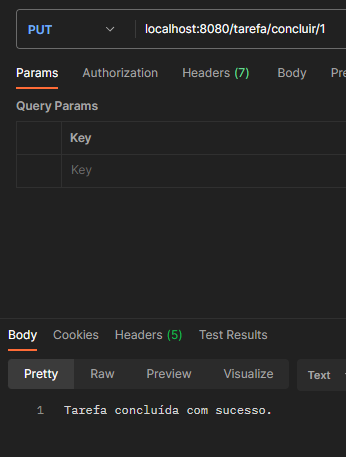 PUT localhost:8080/tarefa/concluir/1
Params Authorization Headers (7) Body
Query Params
Key
Key
Body Cookies Headers (5) Test Results
Pretty Raw Preview Visualize Text
1 Tarefa concluída com sucesso.